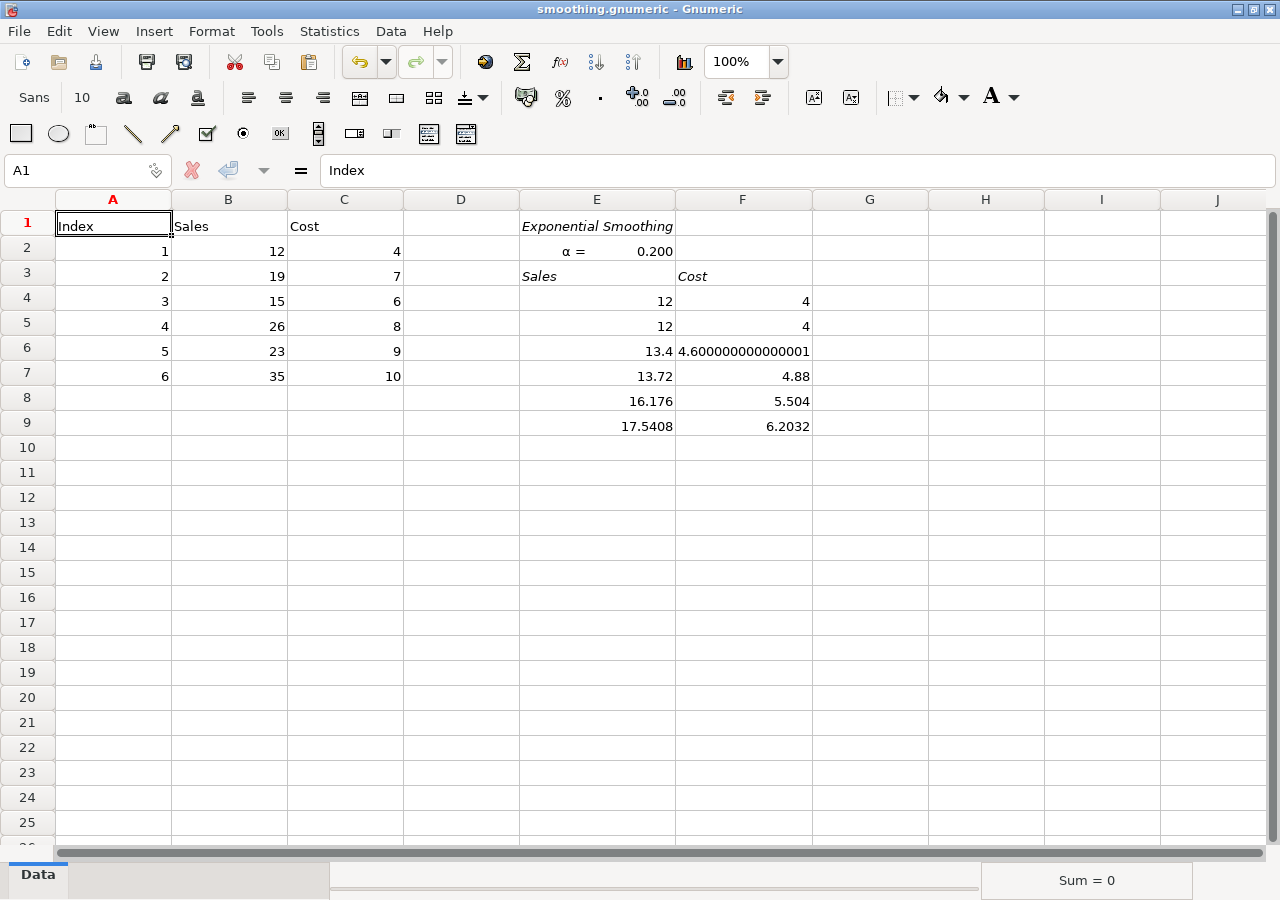 smoothing.gnumeric - Gnumeric
File Edit View Insert Format Tools Statistics Data Help
f(x) 100%
Sans 10 a a a +.00 .00
OK
A1 Index
A B C D E F G H I J
1 Index Sales Cost Exponential Smoothing
2 1 12 4 α = 0.200
3 2 19 7 Sales Cost
4 3 15 6 12 4
5 4 26 8 12 4
6 5 23 9 13.4 4.600000000000001
7 6 35 10 13.72 4.88
8 16.176 5.504
9 17.5408 6.2032
10
11
12
13
14
15
16
17
18
19
20
21
22
23
24
25
Data Sum = 0